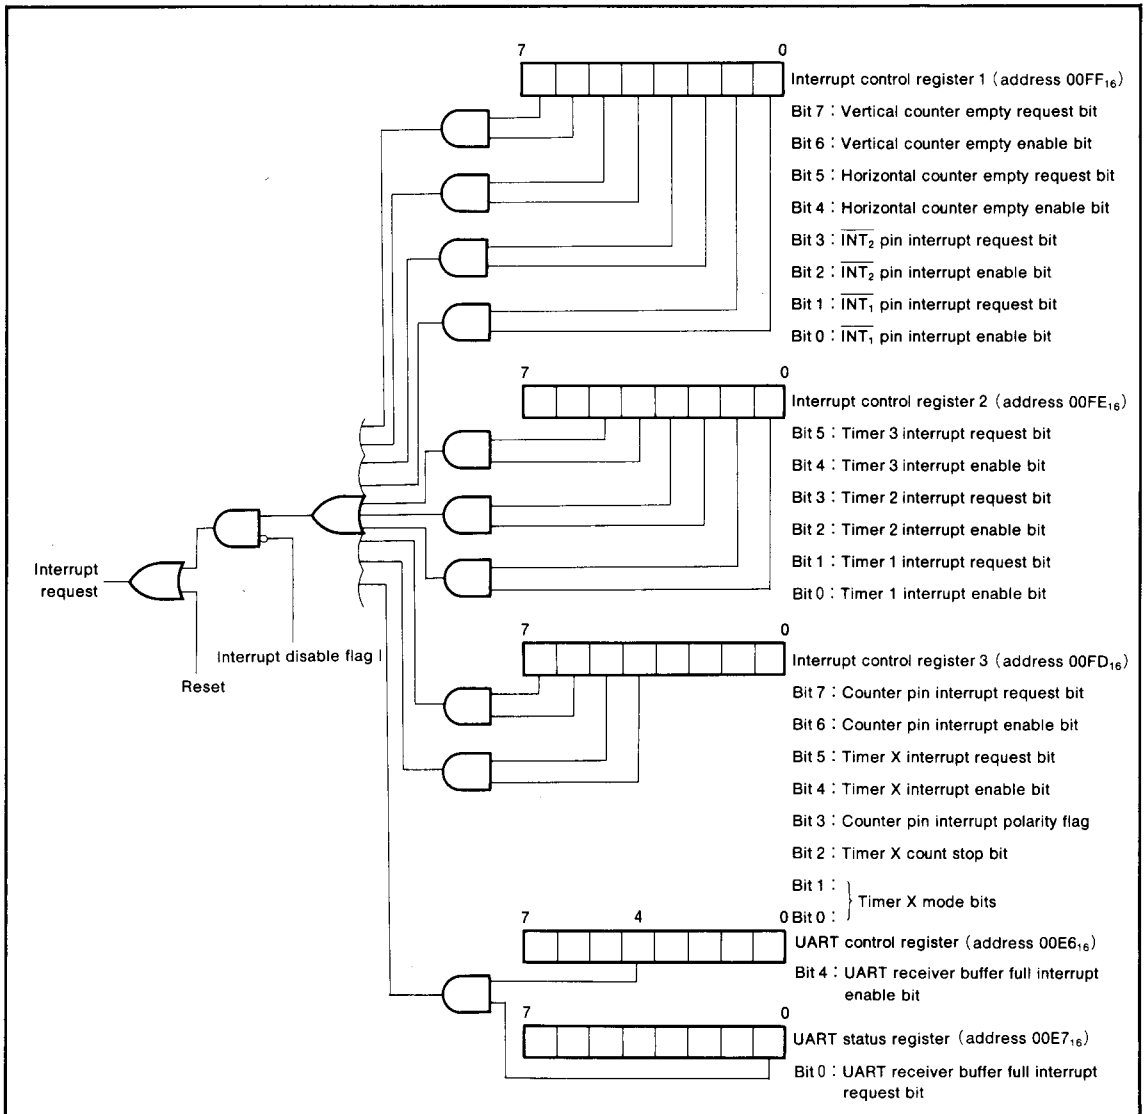 7 0
Interrupt control register 1 (address 00FF₁₆)
Bit 7 : Vertical counter empty request bit
Bit 6 : Vertical counter empty enable bit
Bit 5 : Horizontal counter empty request bit
Bit 4 : Horizontal counter empty enable bit
Bit 3 : I̅N̅T̅₂̅ pin interrupt request bit
Bit 2 : I̅N̅T̅₂̅ pin interrupt enable bit
Bit 1 : I̅N̅T̅₁̅ pin interrupt request bit
Bit 0 : I̅N̅T̅₁̅ pin interrupt enable bit
7 0
Interrupt control register 2 (address 00FE₁₆)
Bit 5 : Timer 3 interrupt request bit
Bit 4 : Timer 3 interrupt enable bit
Bit 3 : Timer 2 interrupt request bit
Bit 2 : Timer 2 interrupt enable bit
Bit 1 : Timer 1 interrupt request bit
Bit 0 : Timer 1 interrupt enable bit
Interrupt
request
Interrupt disable flag I
Reset
7 0
Interrupt control register 3 (address 00FD₁₆)
Bit 7 : Counter pin interrupt request bit
Bit 6 : Counter pin interrupt enable bit
Bit 5 : Timer X interrupt request bit
Bit 4 : Timer X interrupt enable bit
Bit 3 : Counter pin interrupt polarity flag
Bit 2 : Timer X count stop bit
Bit 1 :
Timer X mode bits
Bit 0 :
7 4 0
UART control register (address 00E6₁₆)
Bit 4 : UART receiver buffer full interrupt
enable bit
7 0
UART status register (address 00E7₁₆)
Bit 0 : UART receiver buffer full interrupt
request bit